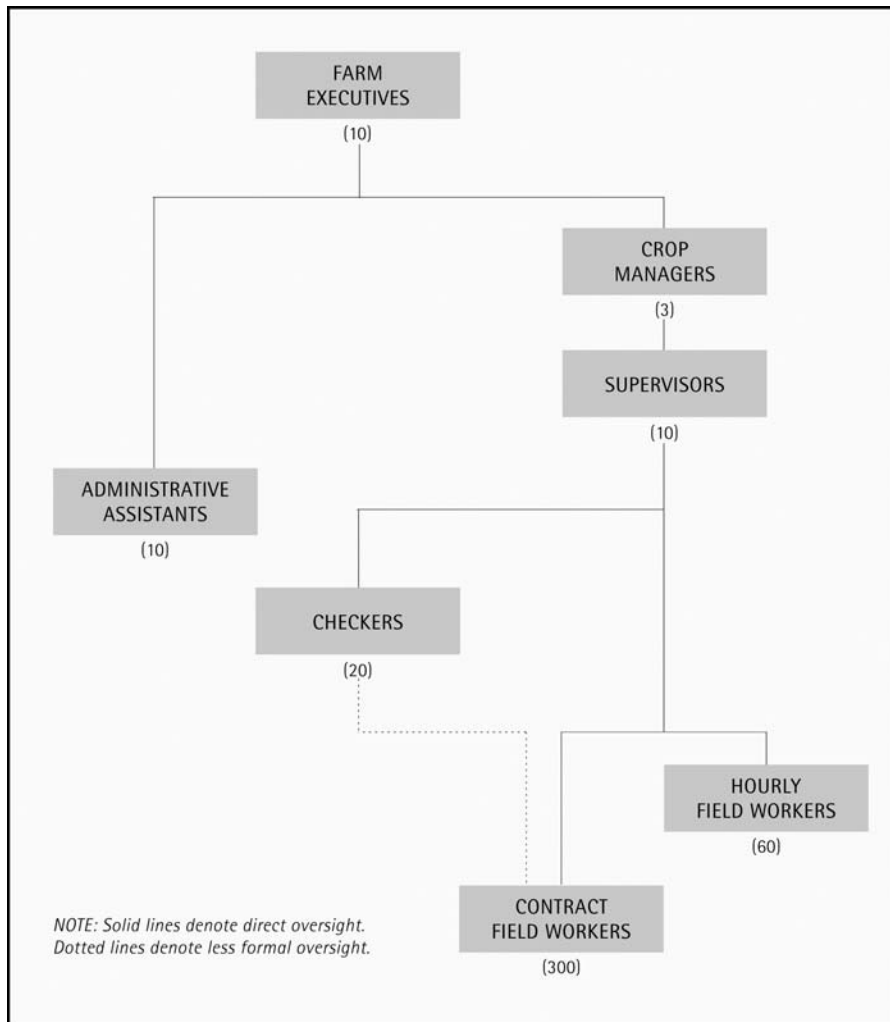 FARM
EXECUTIVES
(10)
CROP
MANAGERS
(3)
SUPERVISORS
(10)
ADMINISTRATIVE
ASSISTANTS
(10)
CHECKERS
(20)
HOURLY
FIELD WORKERS
(60)
CONTRACT
FIELD WORKERS
(300)
NOTE: Solid lines denote direct oversight.
Dotted lines denote less formal oversight.